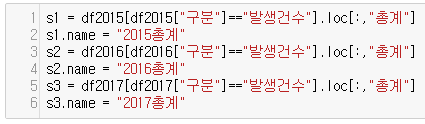 1 s1 = df2015[df2015["구분"]=="발생건수"].loc[:,"총계"]
2 s1.name = "2015총계"
3 s2 = df2016[df2016["구분"]=="발생건수"].loc[:,"총계"]
4 s2.name = "2016총계"
5 s3 = df2017[df2017["구분"]=="발생건수"].loc[:,"총계"]
6 s3.name = "2017총계"